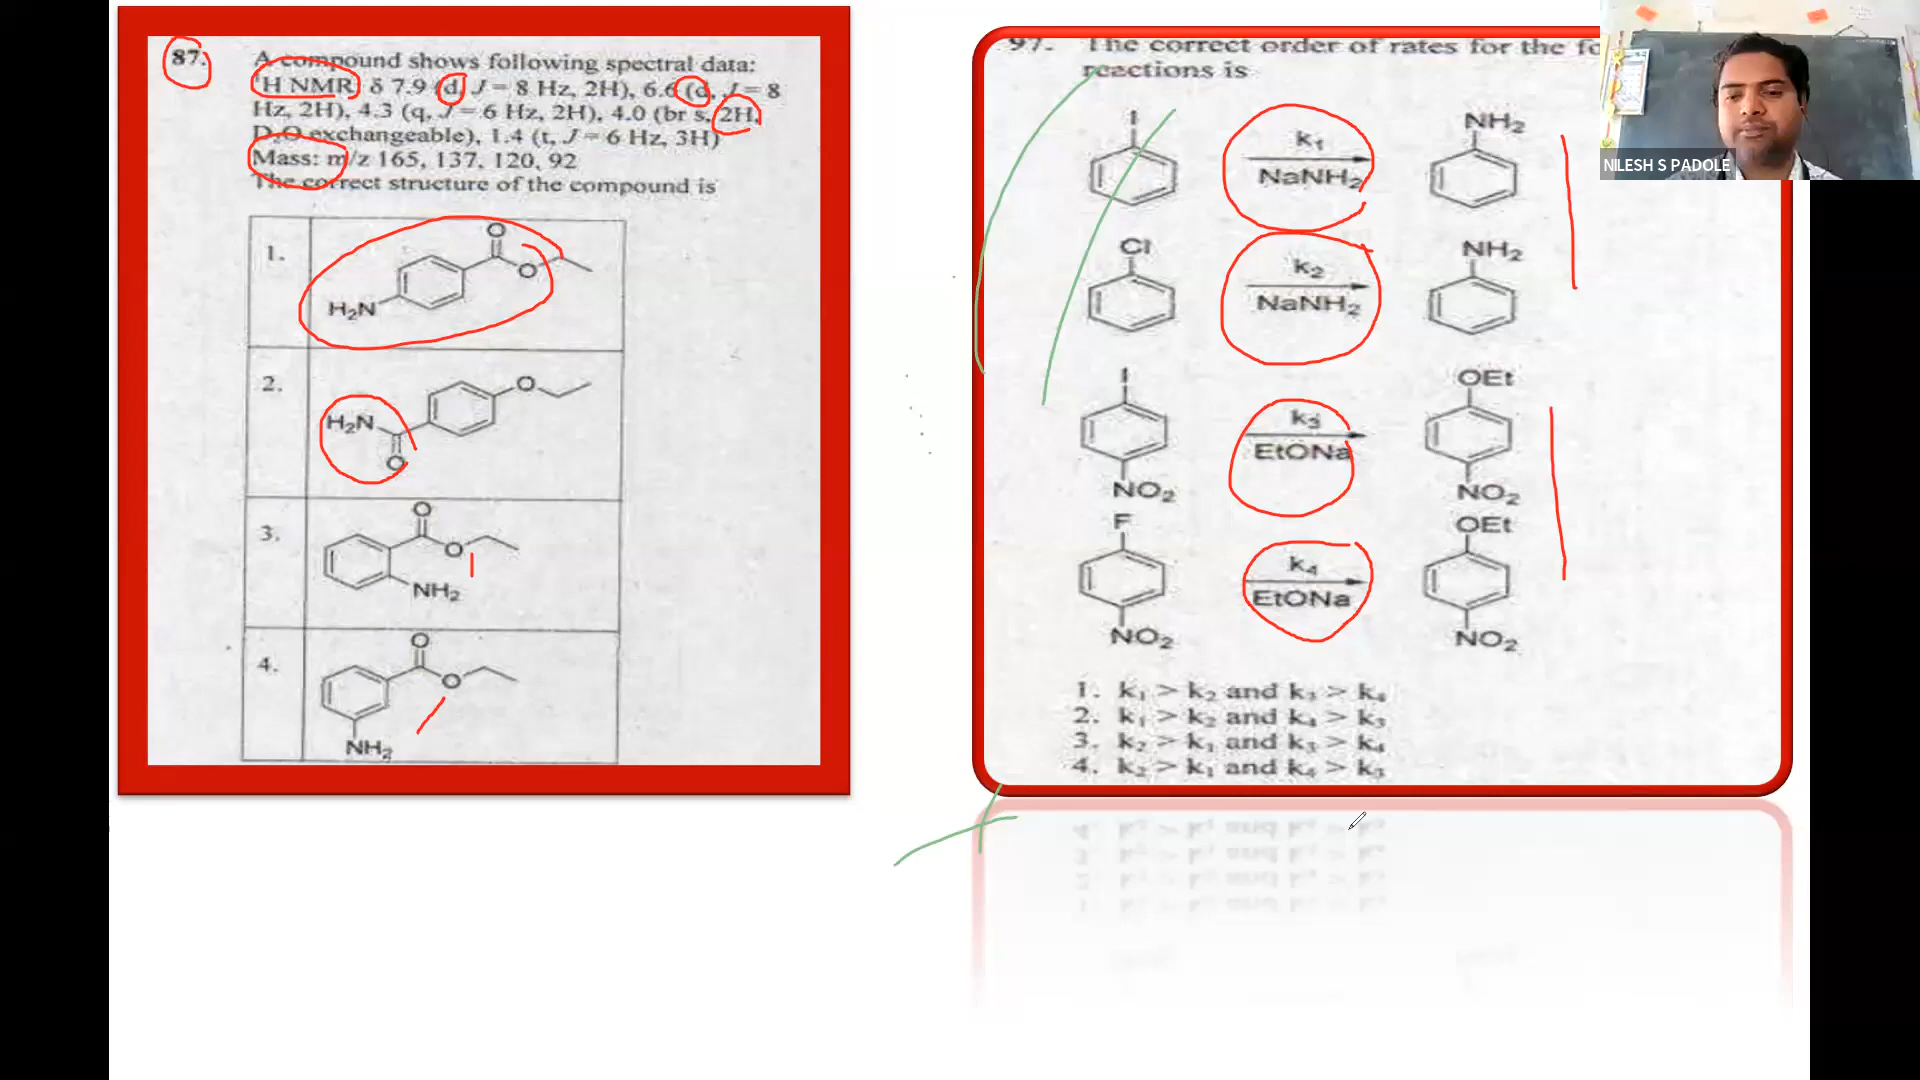 87. A compound shows following spectral data:
¹H NMR: δ 7.9 (d, J = 8 Hz, 2H), 6.6 (d, J = 8
Hz, 2H), 4.3 (q, J = 6 Hz, 2H), 4.0 (br s, 2H,
D₂O exchangeable), 1.4 (t, J = 6 Hz, 3H)
Mass: m/z 165, 137, 120, 92
The correct structure of the compound is
1.
O
O
H₂N
2.
O
H₂N
O
3.
O
O
NH₂
4.
O
O
NH₂
97. The correct order of rates for the fo
reactions is
I
k₁
NaNH₂
NH₂
Cl
k₂
NaNH₂
NH₂
I
k₃
EtONa
OEt
NO₂
NO₂
F
k₄
EtONa
OEt
NO₂
NO₂
1. k₁ > k₂ and k₃ > k₄
2. k₁ > k₂ and k₄ > k₃
3. k₂ > k₁ and k₃ > k₄
4. k₂ > k₁ and k₄ > k₃
NILESH S PADOLE